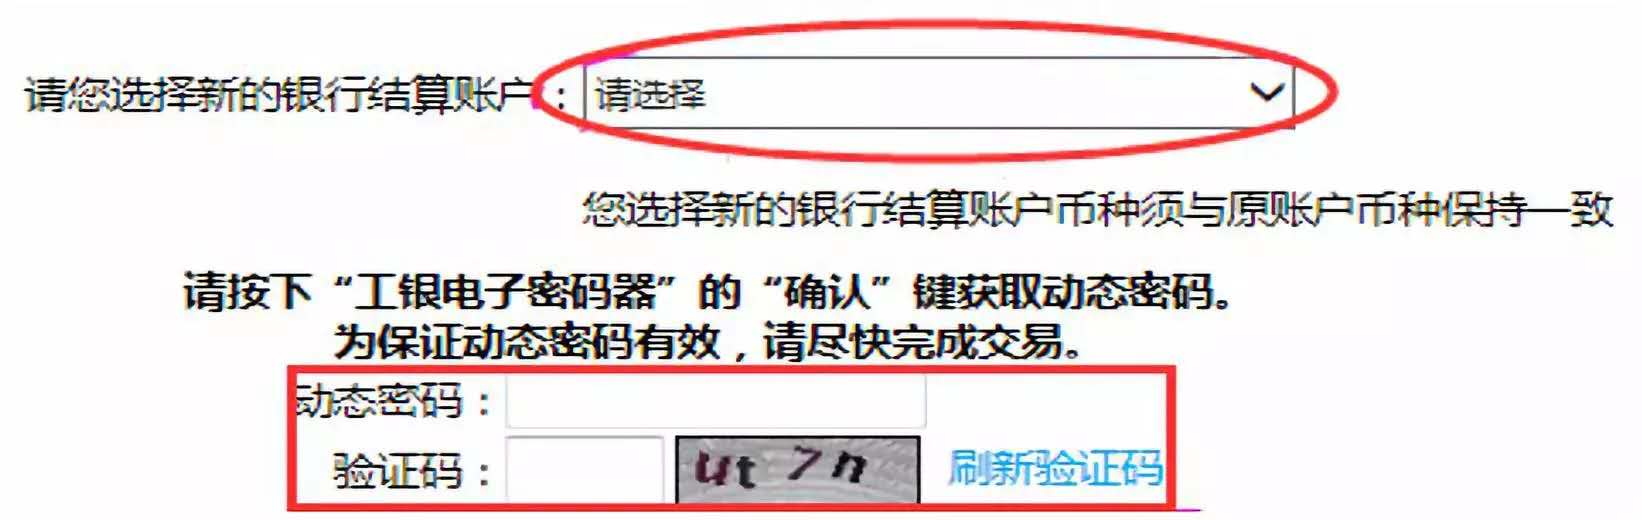 请您选择新的银行结算账户：请选择
您选择新的银行结算账户币种须与原账户币种保持一致
请按下“工银电子密码器”的“确认”键获取动态密码。
为保证动态密码有效，请尽快完成交易。
动态密码：
验证码： ut7n 刷新验证码